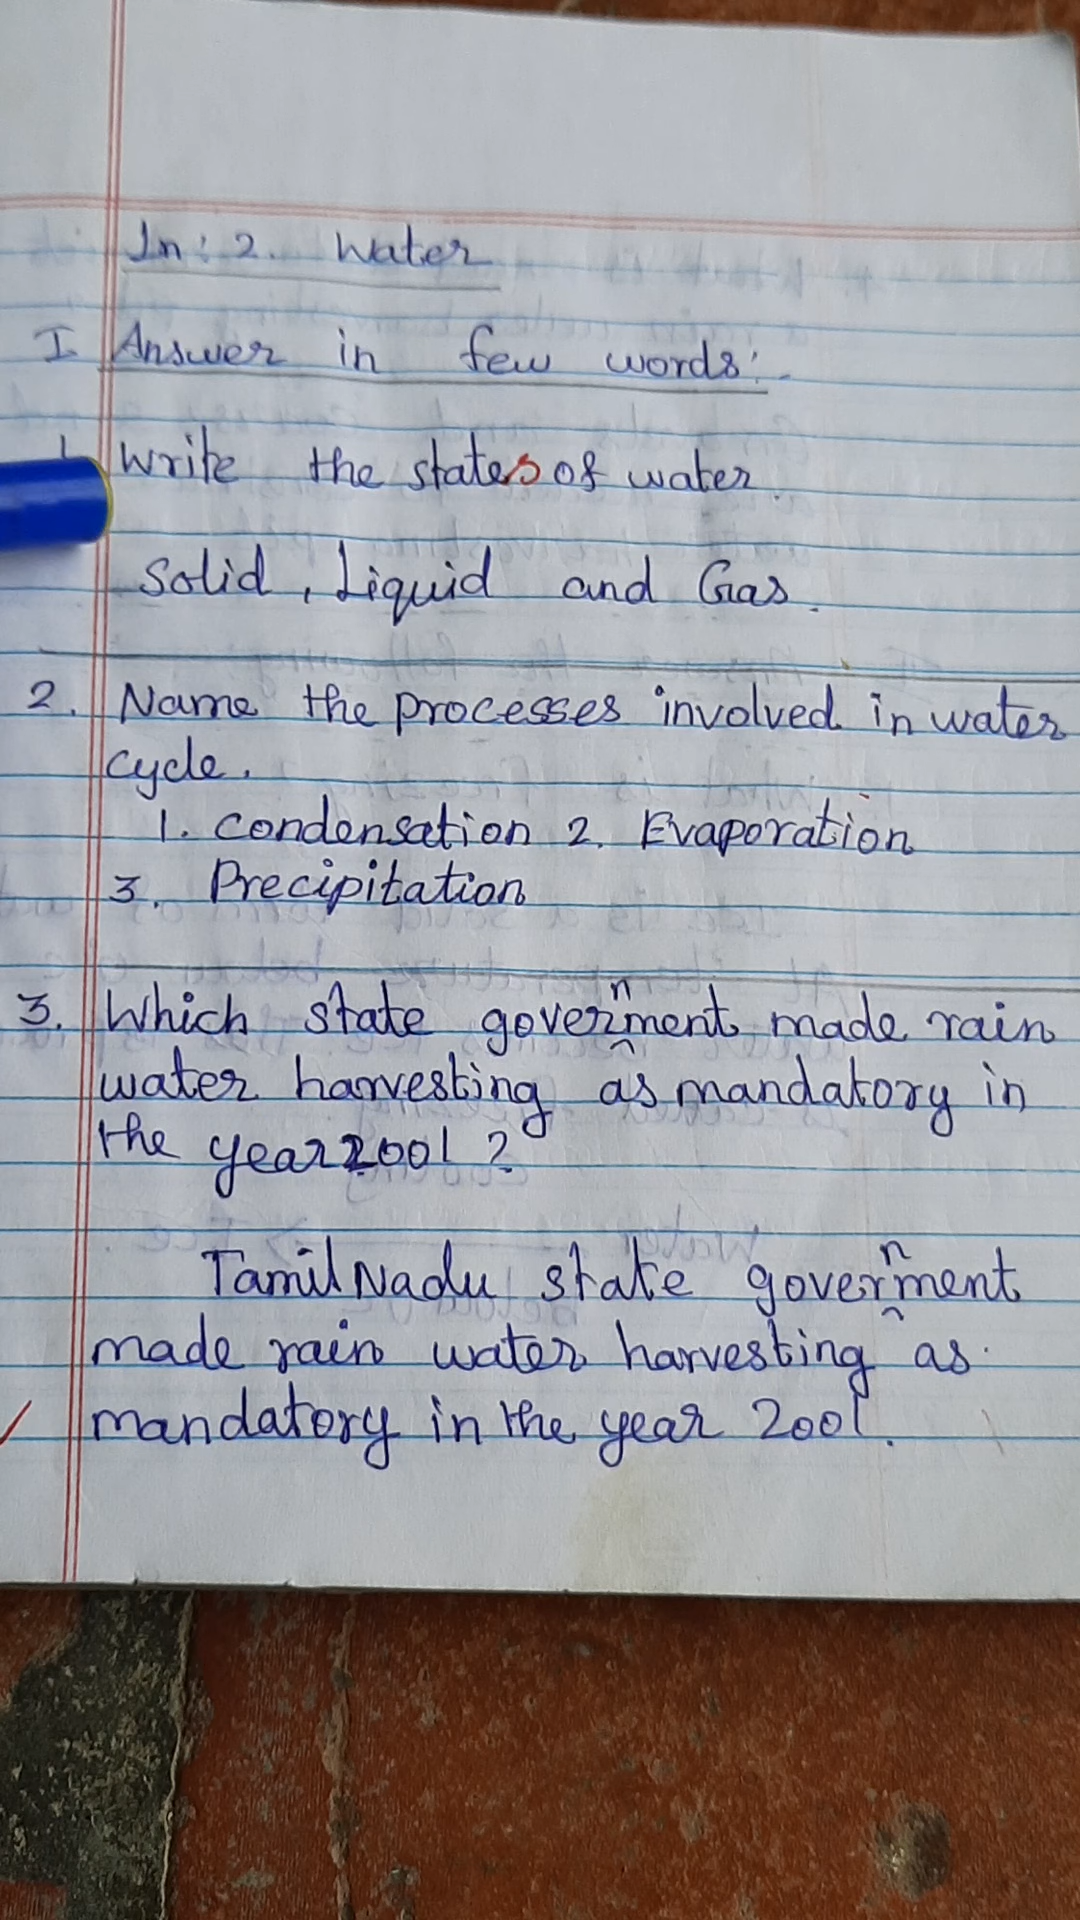 Ln: 2. Water
I Answer in few words:-
1. Write the states of water.
Solid, Liquid and Gas.
2. Name the processes involved in water
cycle.
1. Condensation 2. Evaporation
3. Precipitation
3. Which state government made rain
water harvesting as mandatory in
the year 2001?
Tamil Nadu state government
made rain water harvesting as
mandatory in the year 2001.